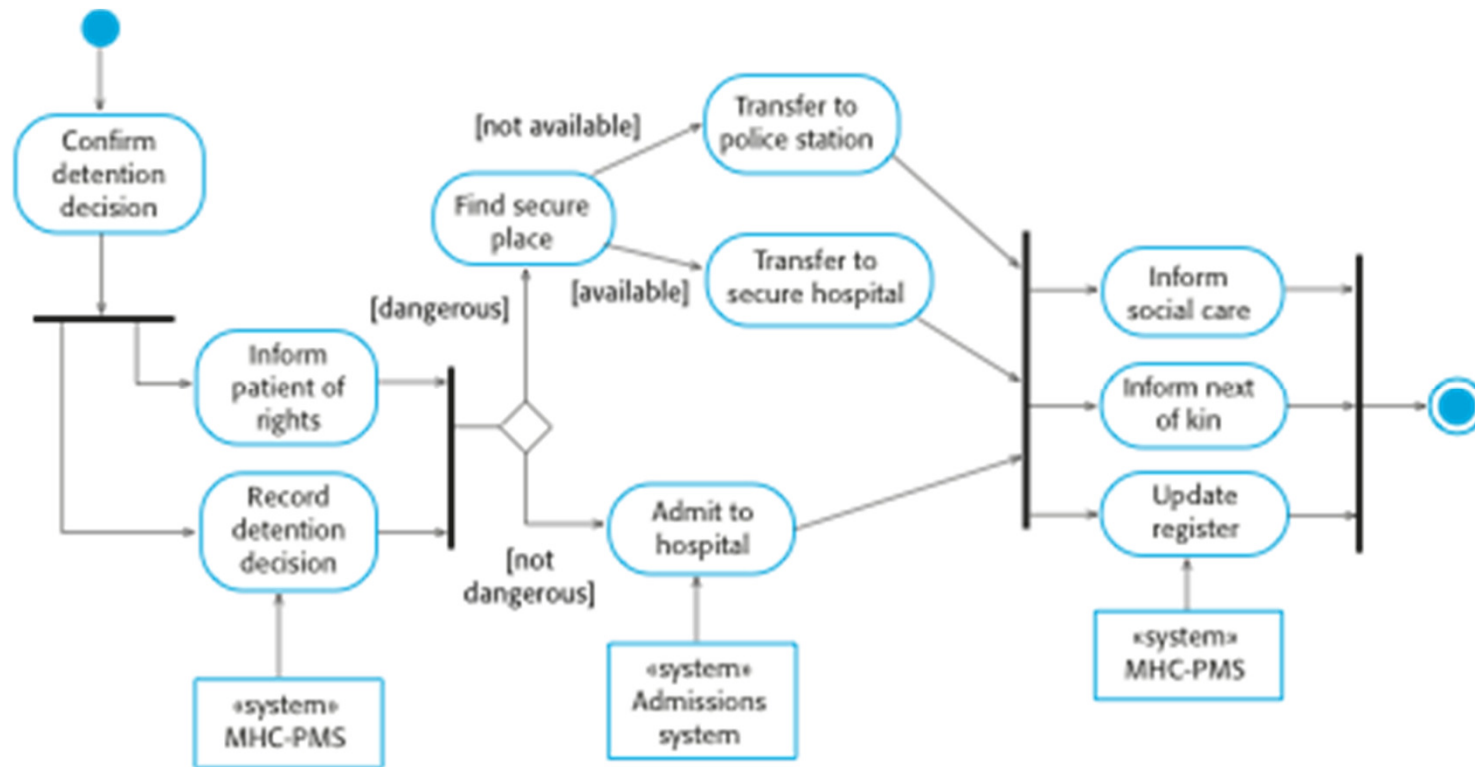 Confirm
detention
decision
Inform
patient of
rights
Record
detention
decision
«system»
MHC-PMS
[dangerous]
[not
dangerous]
Find secure
place
[not available]
[available]
Transfer to
police station
Transfer to
secure hospital
Admit to
hospital
«system»
Admissions
system
Inform
social care
Inform next
of kin
Update
register
«system»
MHC-PMS